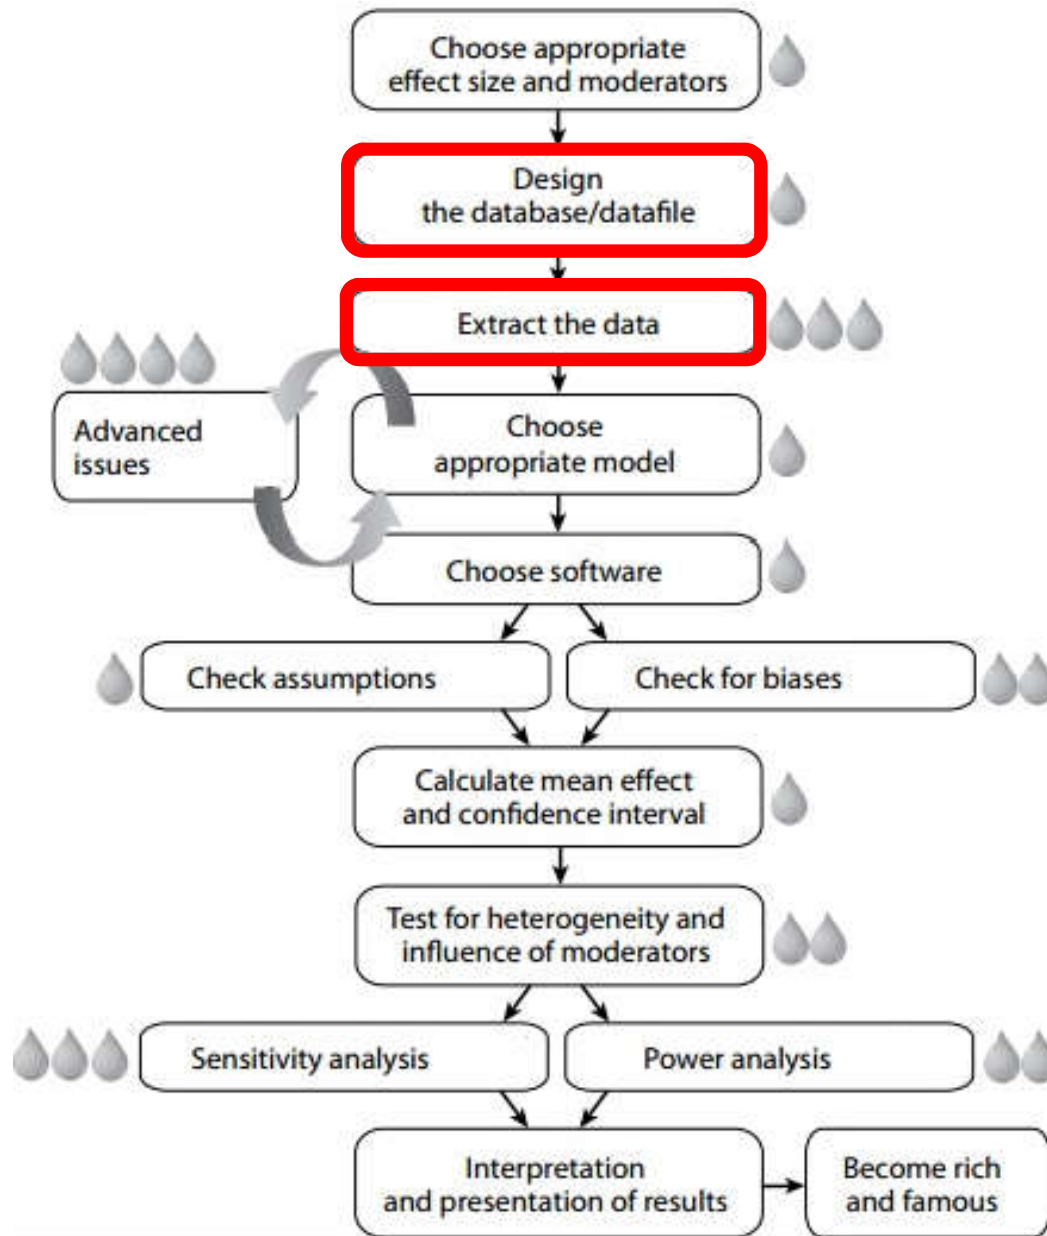 Choose appropriate
effect size and moderators
Design
the database/datafile
Extract the data
Advanced
issues
Choose
appropriate model
Choose software
Check assumptions
Check for biases
Calculate mean effect
and confidence interval
Test for heterogeneity and
influence of moderators
Sensitivity analysis
Power analysis
Interpretation
and presentation of results
Become rich
and famous